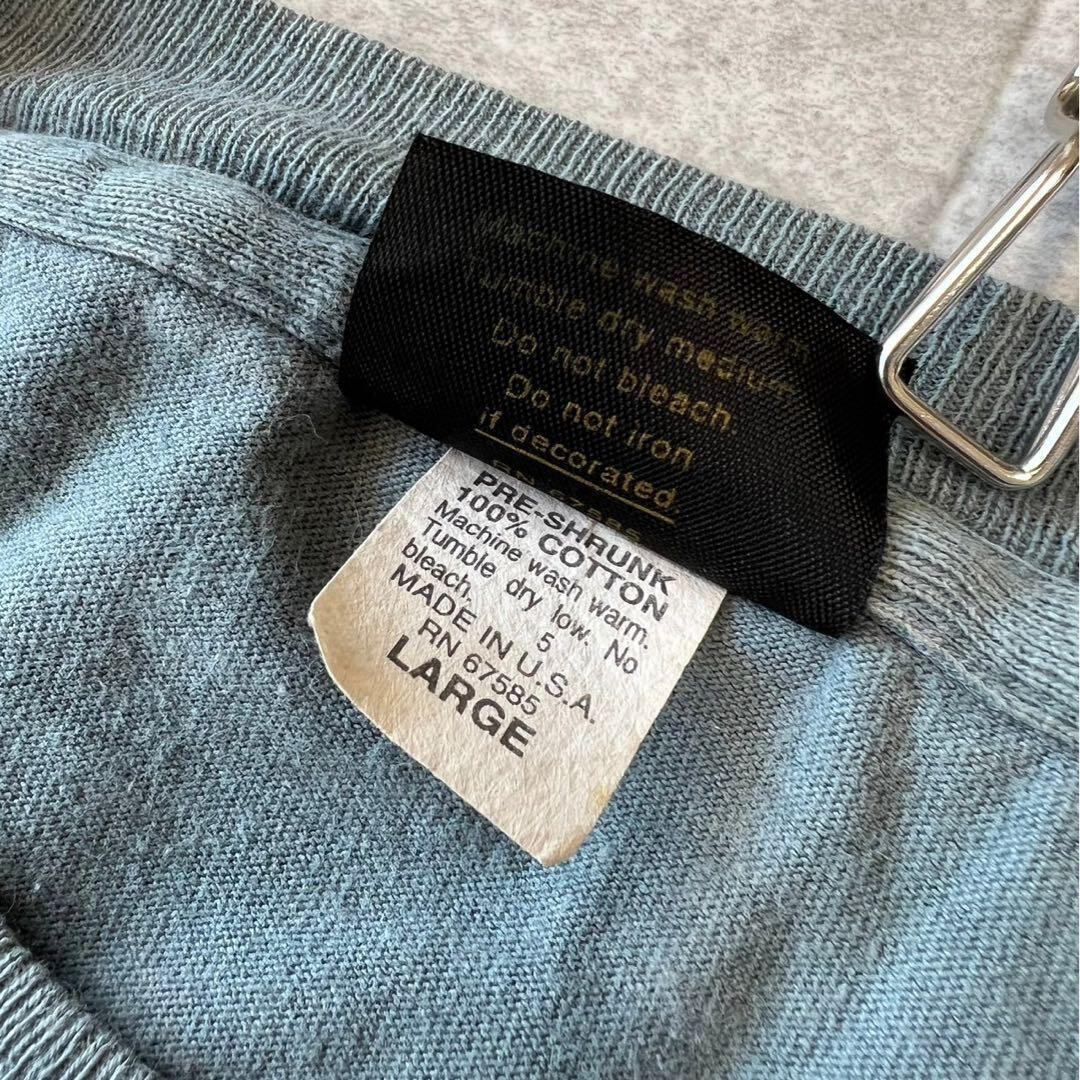 Machine wash warm
Tumble dry medium
Do not bleach
Do not iron
if decorated
PRE-SHRUNK
100% COTTON
Machine wash warm.
Tumble dry low. No
bleach. 5
MADE IN U.S.A.
RN 67585
LARGE